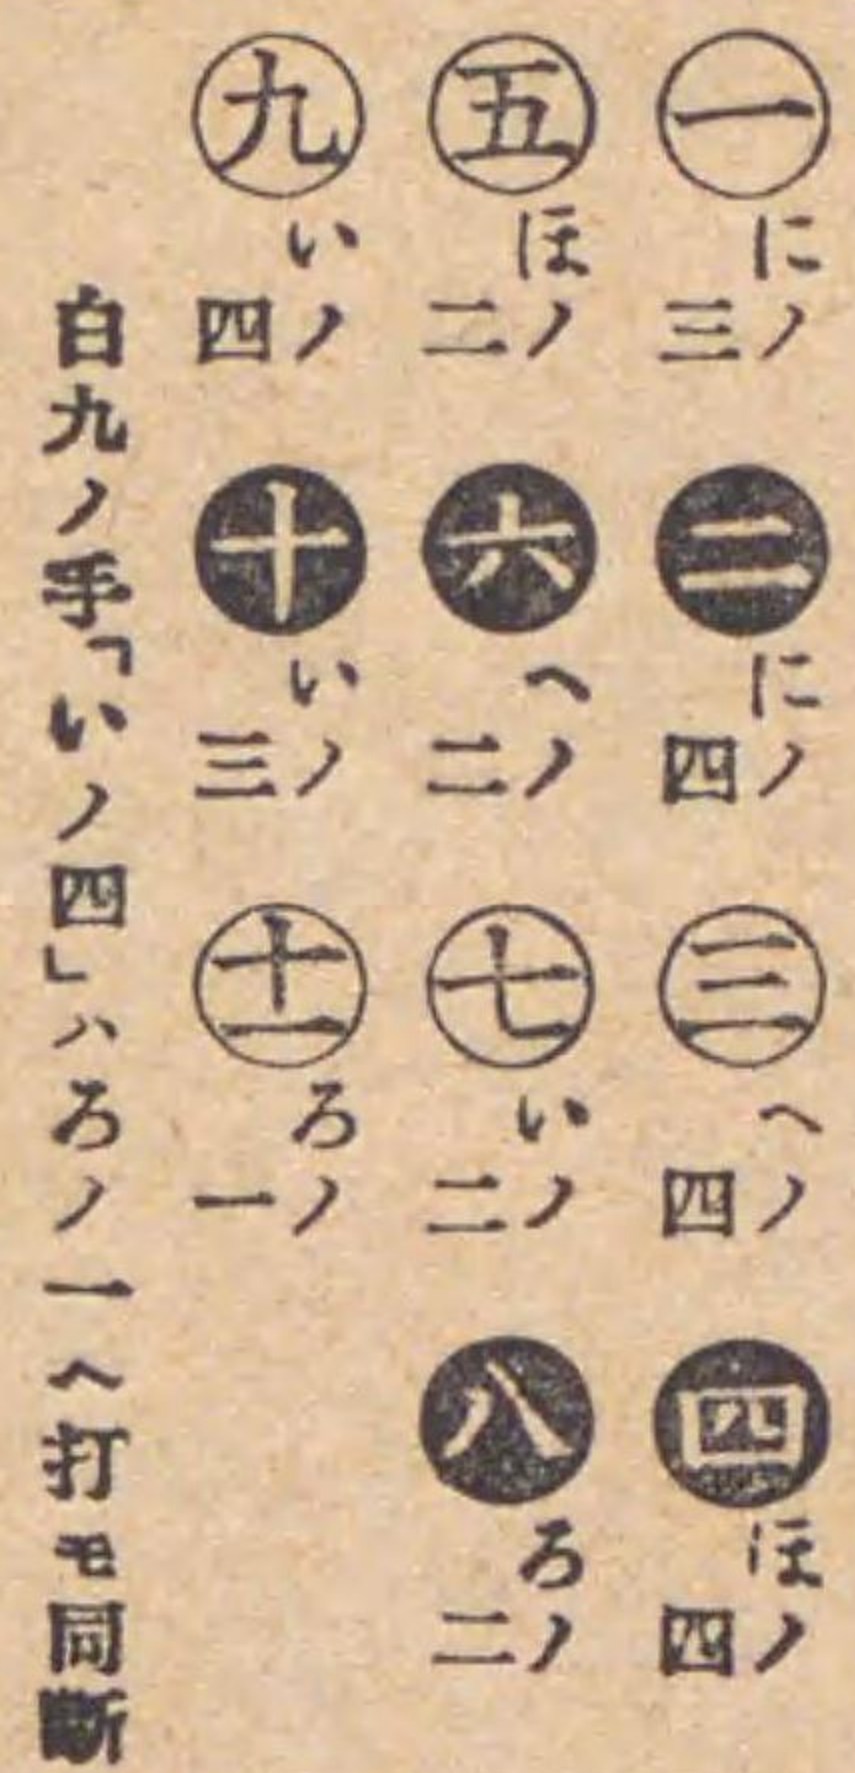 一 にノ三 二 にノ四 三 へノ四 四 ほノ四
五 ほノ二 六 へノ二 七 いノ二 八 ろノ二
九 いノ四 十 いノ三 十一 ろノ一
白九ノ手「いノ四」ハろノ一へ打モ同断